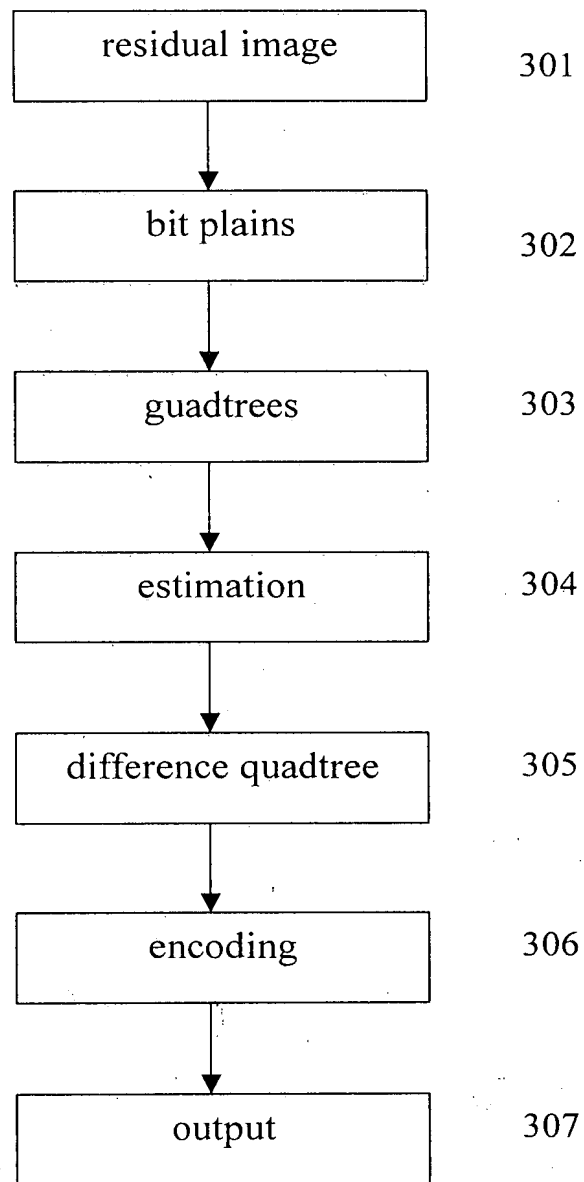 residual image
301
bit plains
302
guadtrees
303
estimation
304
difference quadtree
305
encoding
306
output
307